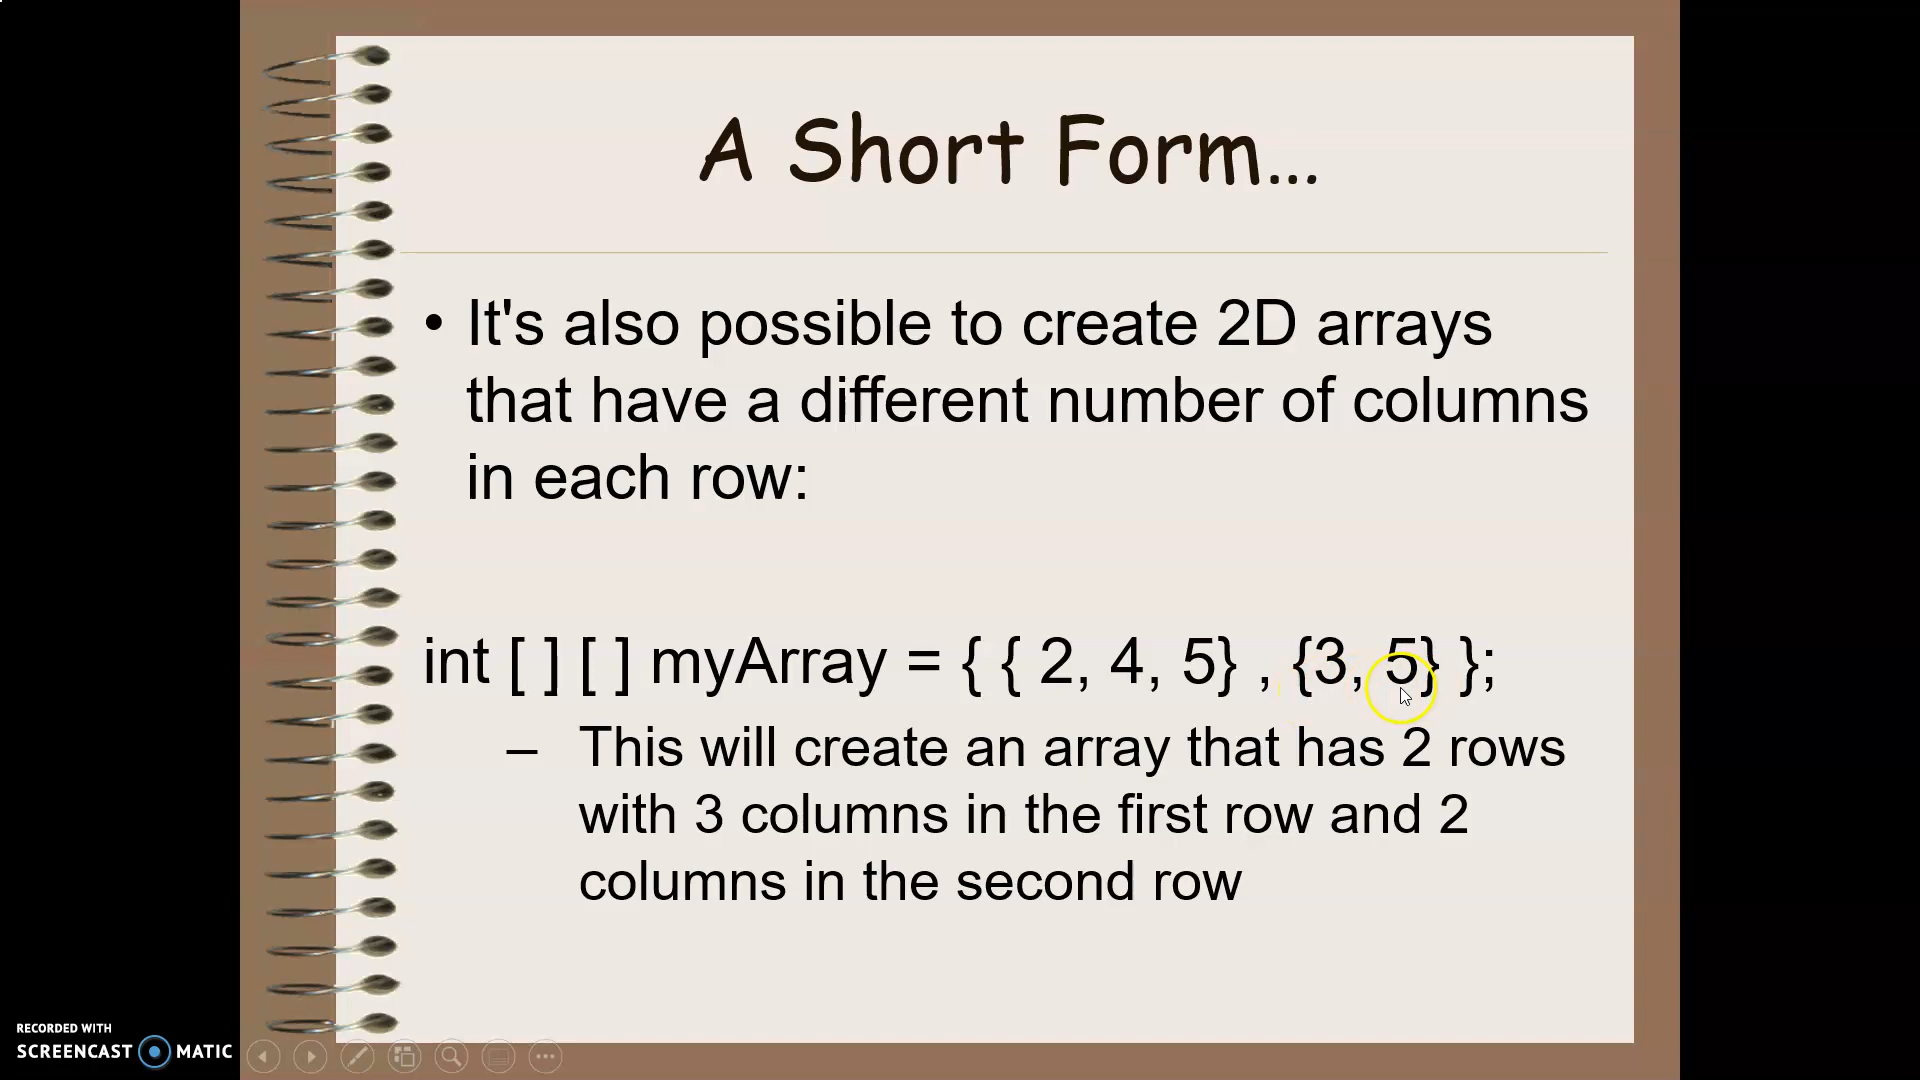 A Short Form...
• It's also possible to create 2D arrays
that have a different number of columns
in each row:
int [ ] [ ] myArray = { { 2, 4, 5} , {3, 5} };
– This will create an array that has 2 rows
with 3 columns in the first row and 2
columns in the second row
RECORDED WITH
SCREENCAST MATIC